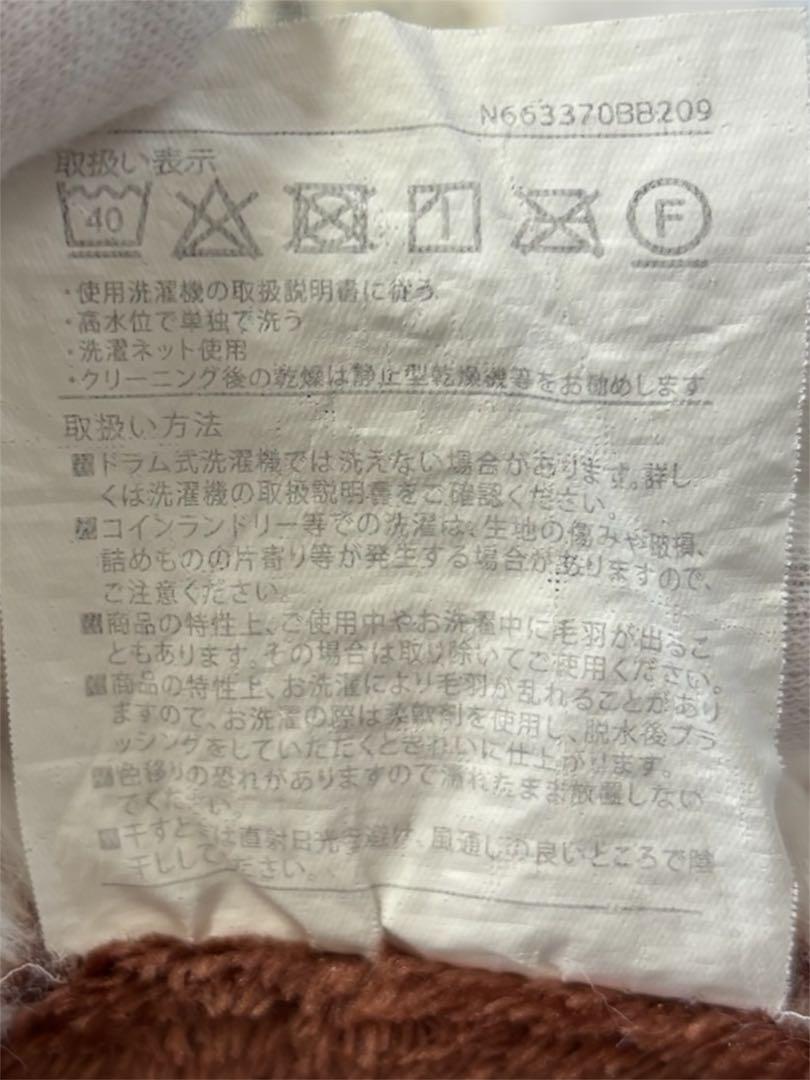 N663370BB209
取扱い表示
40
F
・使用洗濯機の取扱説明書に従う
・高水位で単独で洗う
・洗濯ネット使用
・クリーニング後の乾燥は静止型乾燥機等をお勧めします
取扱い方法
ドラム式洗濯機では洗えない場合があります。詳し
くは洗濯機の取扱説明書をご確認ください。
コインランドリー等での洗濯は、生地の傷みや破損、
詰めものの片寄り等が発生する場合がありますので、
ご注意ください。
商品の特性上、ご使用中やお洗濯中に毛羽が出るこ
ともあります。その場合は取り除いてご使用ください。
商品の特性上、お洗濯により毛羽が乱れることがあり
ますので、お洗濯の際は柔軟剤を使用し、脱水後ブラ
ッシングをしていただくときれいに仕上がります。
色移りの恐れがありますので濡れたまま放置しない
でください。
干すときは直射日光を避け、風通しの良いところで陰
干ししてください。